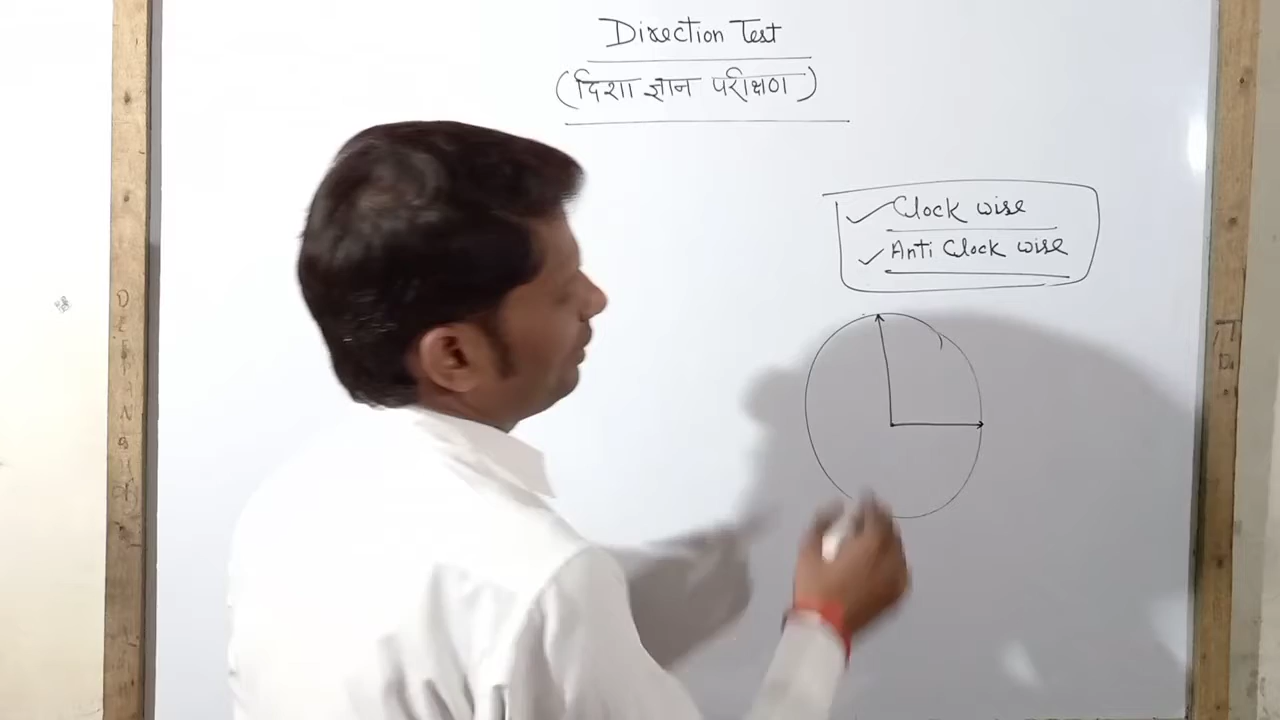 Direction Test
(दिशा ज्ञान परीक्षण)
✓ Clock wise
✓ Anti Clock wise